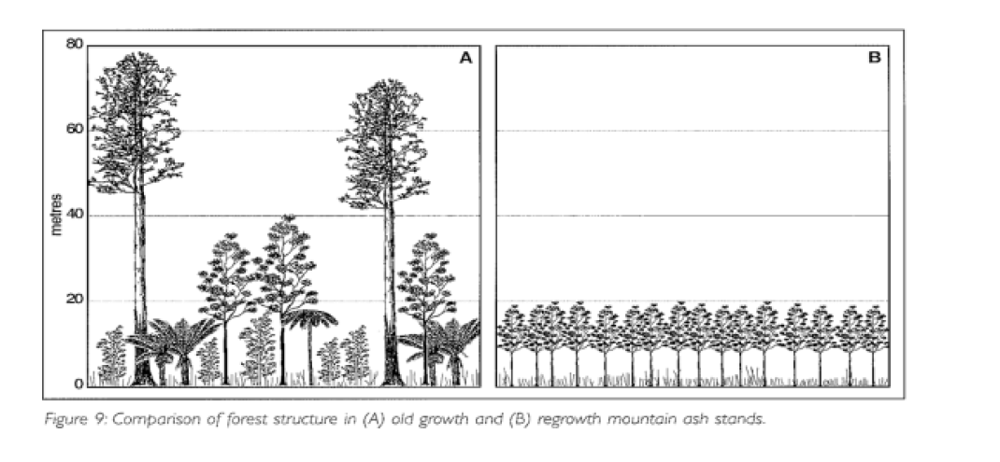 80
A
B
60
metres
40
20
0
Figure 9: Comparison of forest structure in (A) old growth and (B) regrowth mountain ash stands.